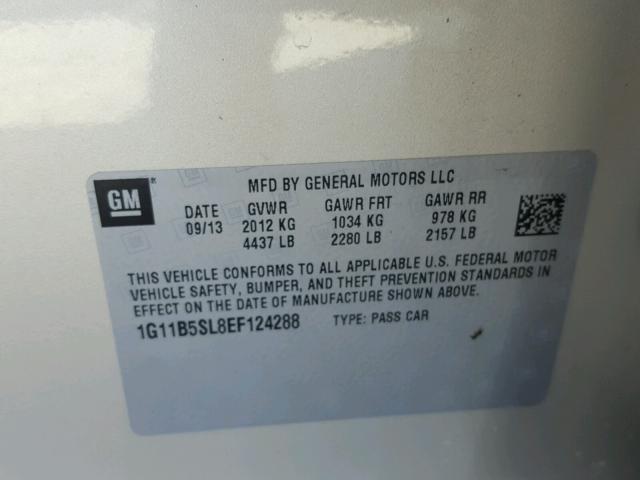 GM
MFD BY GENERAL MOTORS LLC
DATE GVWR GAWR FRT GAWR RR
09/13 2012 KG 1034 KG 978 KG
4437 LB 2280 LB 2157 LB
THIS VEHICLE CONFORMS TO ALL APPLICABLE U.S. FEDERAL MOTOR
VEHICLE SAFETY, BUMPER, AND THEFT PREVENTION STANDARDS IN
EFFECT ON THE DATE OF MANUFACTURE SHOWN ABOVE.
1G11B5SL8EF124288 TYPE: PASS CAR